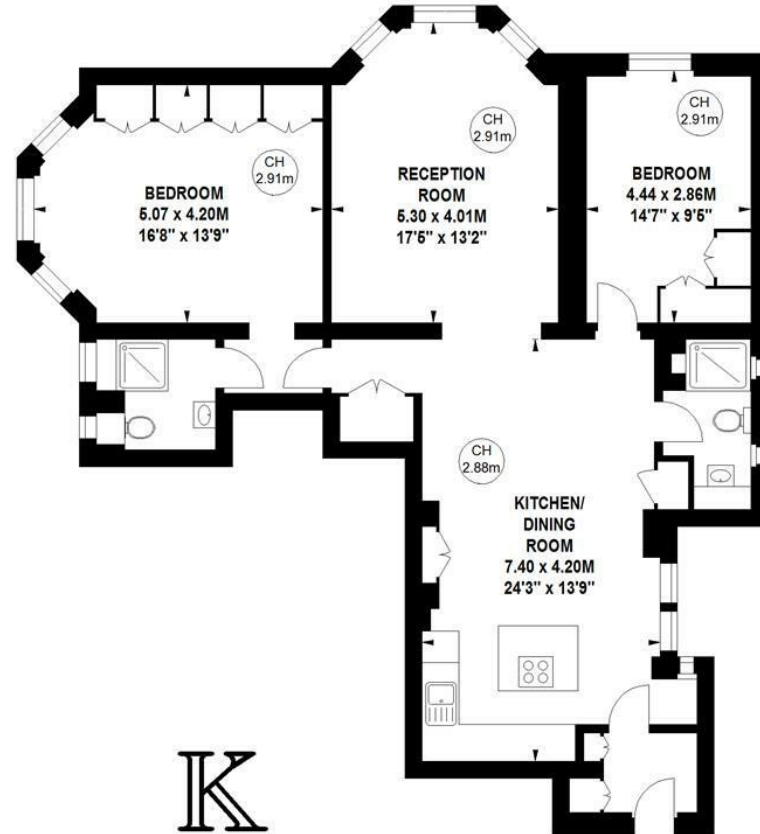 CH
2.91m
BEDROOM
5.07 x 4.20M
16'8" x 13'9"
CH
2.91m
RECEPTION
ROOM
5.30 x 4.01M
17'5" x 13'2"
CH
2.91m
BEDROOM
4.44 x 2.86M
14'7" x 9'5"
CH
2.88m
KITCHEN/
DINING
ROOM
7.40 x 4.20M
24'3" x 13'9"
K